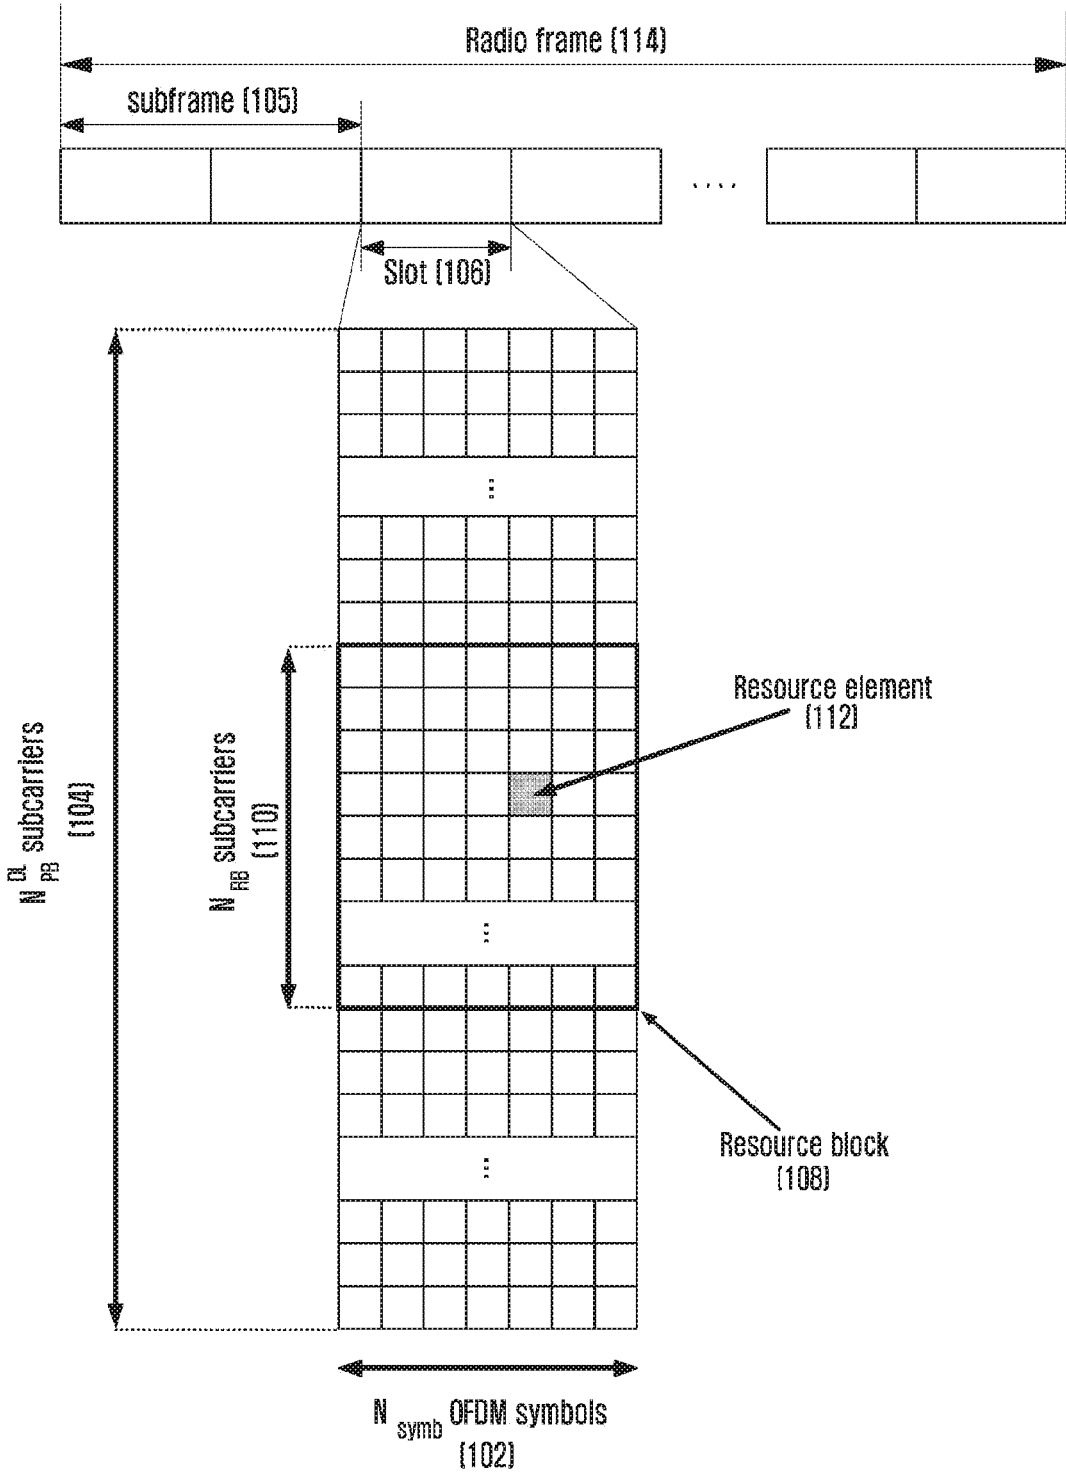 Radio frame (114)
subframe (105)
....
Slot (106)
...
Resource element
(112)
N DL PB subcarriers
(104)
N RB subcarriers
(110)
...
Resource block
(108)
...
N symb OFDM symbols
(102)